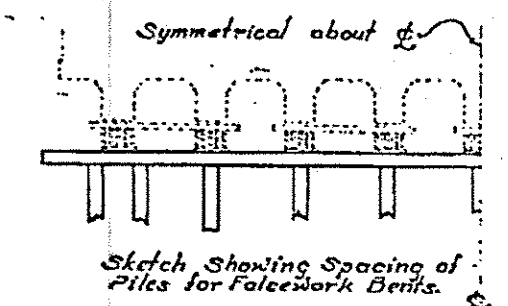 Symmetrical about ℄
Sketch Showing Spacing of
Piles for Falsework Bents.
℄